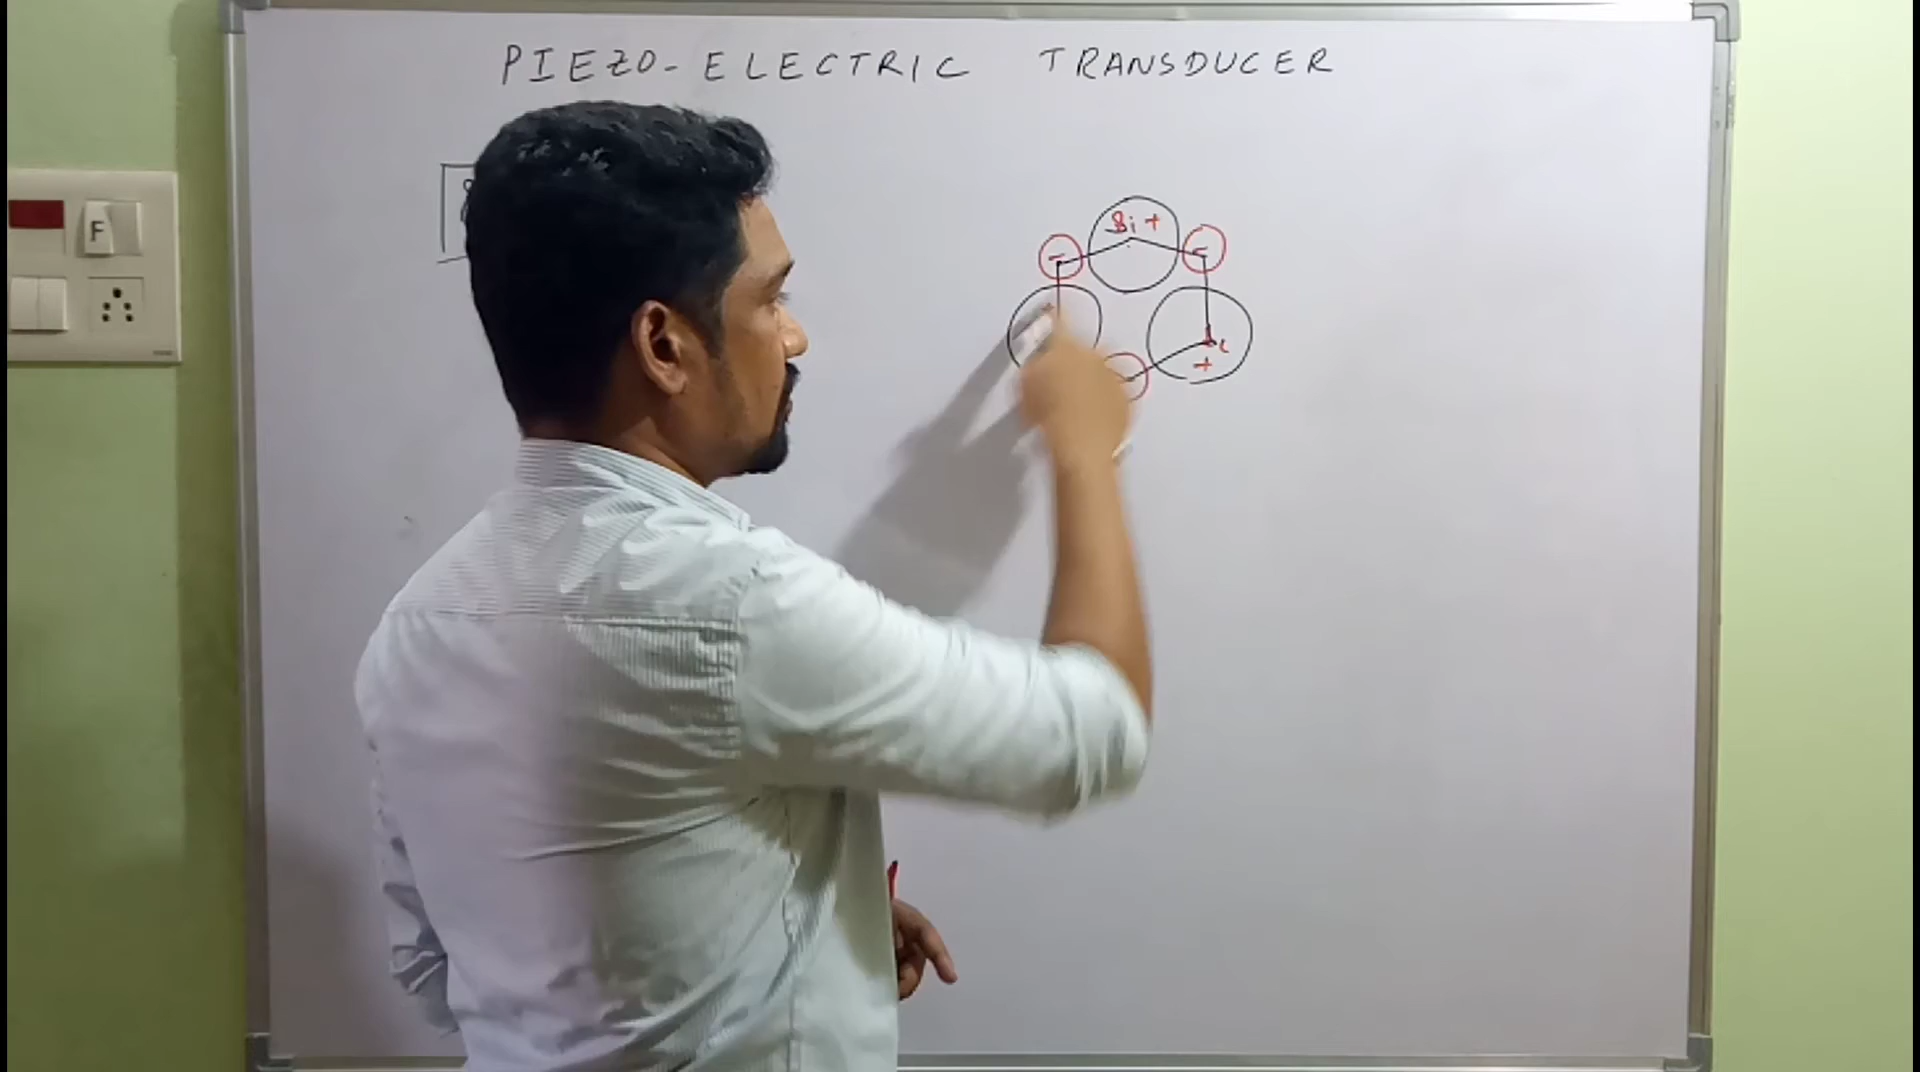 PIEZO-ELECTRIC TRANSDUCER
Si +
- -
+
F